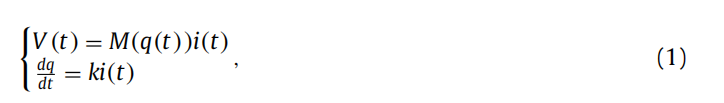 V(t) = M(q(t))i(t)
dq/dt = ki(t) ,
(1)